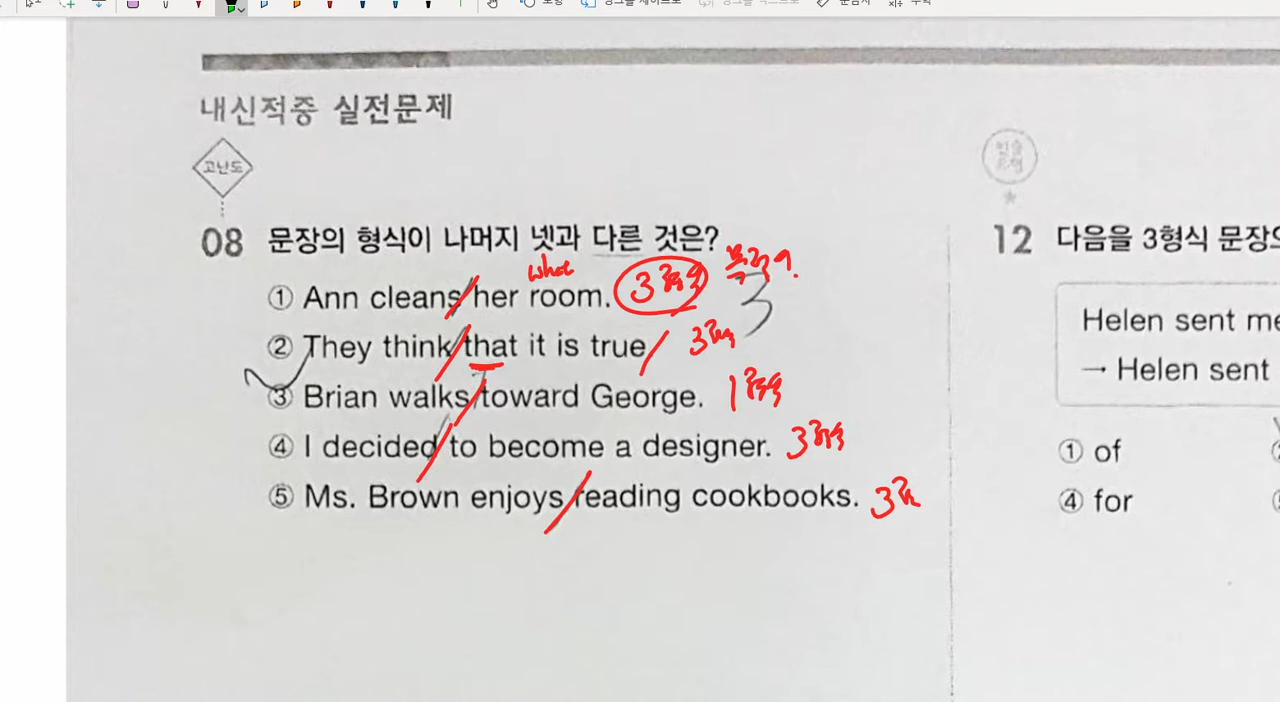 내신적중 실전문제
고난도
08 문장의 형식이 나머지 넷과 다른 것은?
what
① Ann cleans her room. 3형식 목적어.
3
② They think that it is true 3형식
③ Brian walks toward George. 1형식
④ I decided to become a designer. 3형식
⑤ Ms. Brown enjoys reading cookbooks. 3형
12 다음을 3형식 문장으
Helen sent me
→ Helen sent
① of
④ for